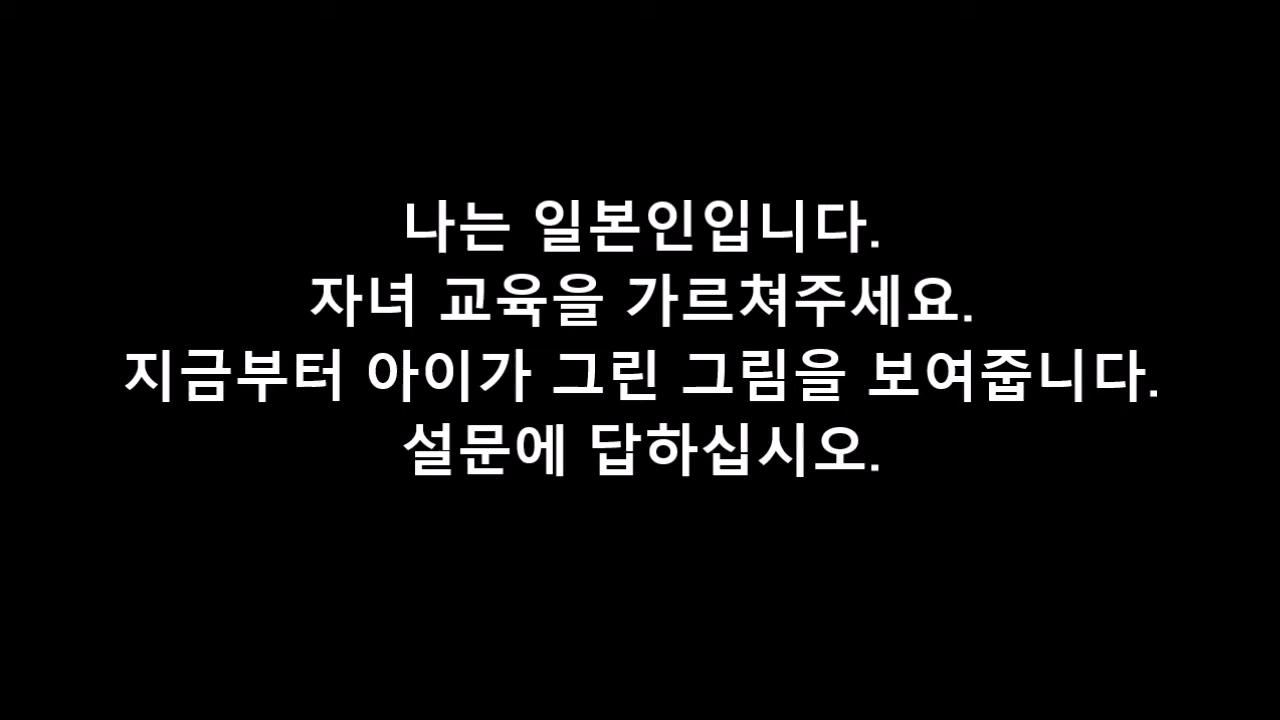 나는 일본인입니다.
자녀 교육을 가르쳐주세요.
지금부터 아이가 그린 그림을 보여줍니다.
설문에 답하십시오.